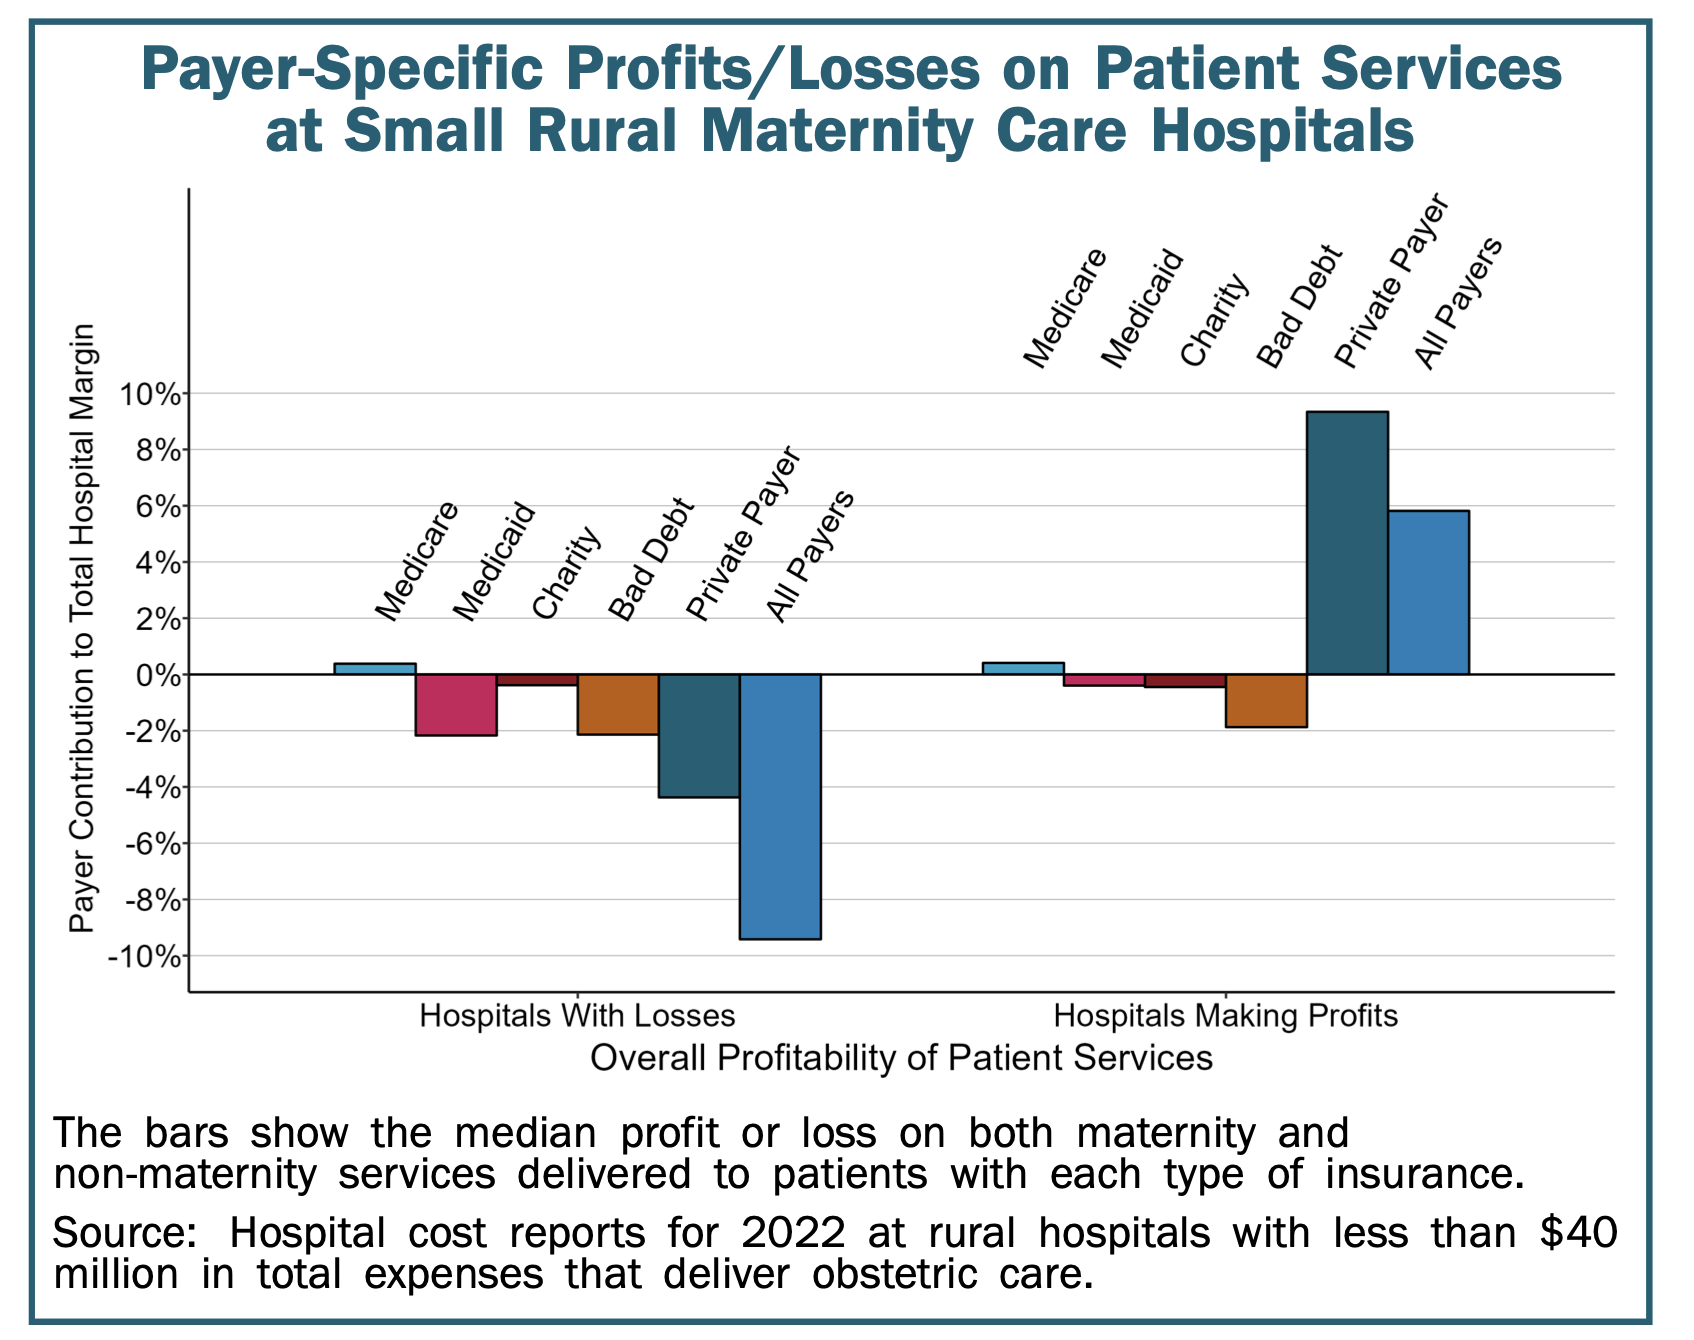 Payer-Specific Profits/Losses on Patient Services
at Small Rural Maternity Care Hospitals
Payer Contribution to Total Hospital Margin
10%
8%
6%
4%
2%
0%
-2%
-4%
-6%
-8%
-10%
Medicare
Medicaid
Charity
Bad Debt
Private Payer
All Payers
Medicare
Medicaid
Charity
Bad Debt
Private Payer
All Payers
Hospitals With Losses
Hospitals Making Profits
Overall Profitability of Patient Services
The bars show the median profit or loss on both maternity and
non-maternity services delivered to patients with each type of insurance.
Source: Hospital cost reports for 2022 at rural hospitals with less than $40
million in total expenses that deliver obstetric care.